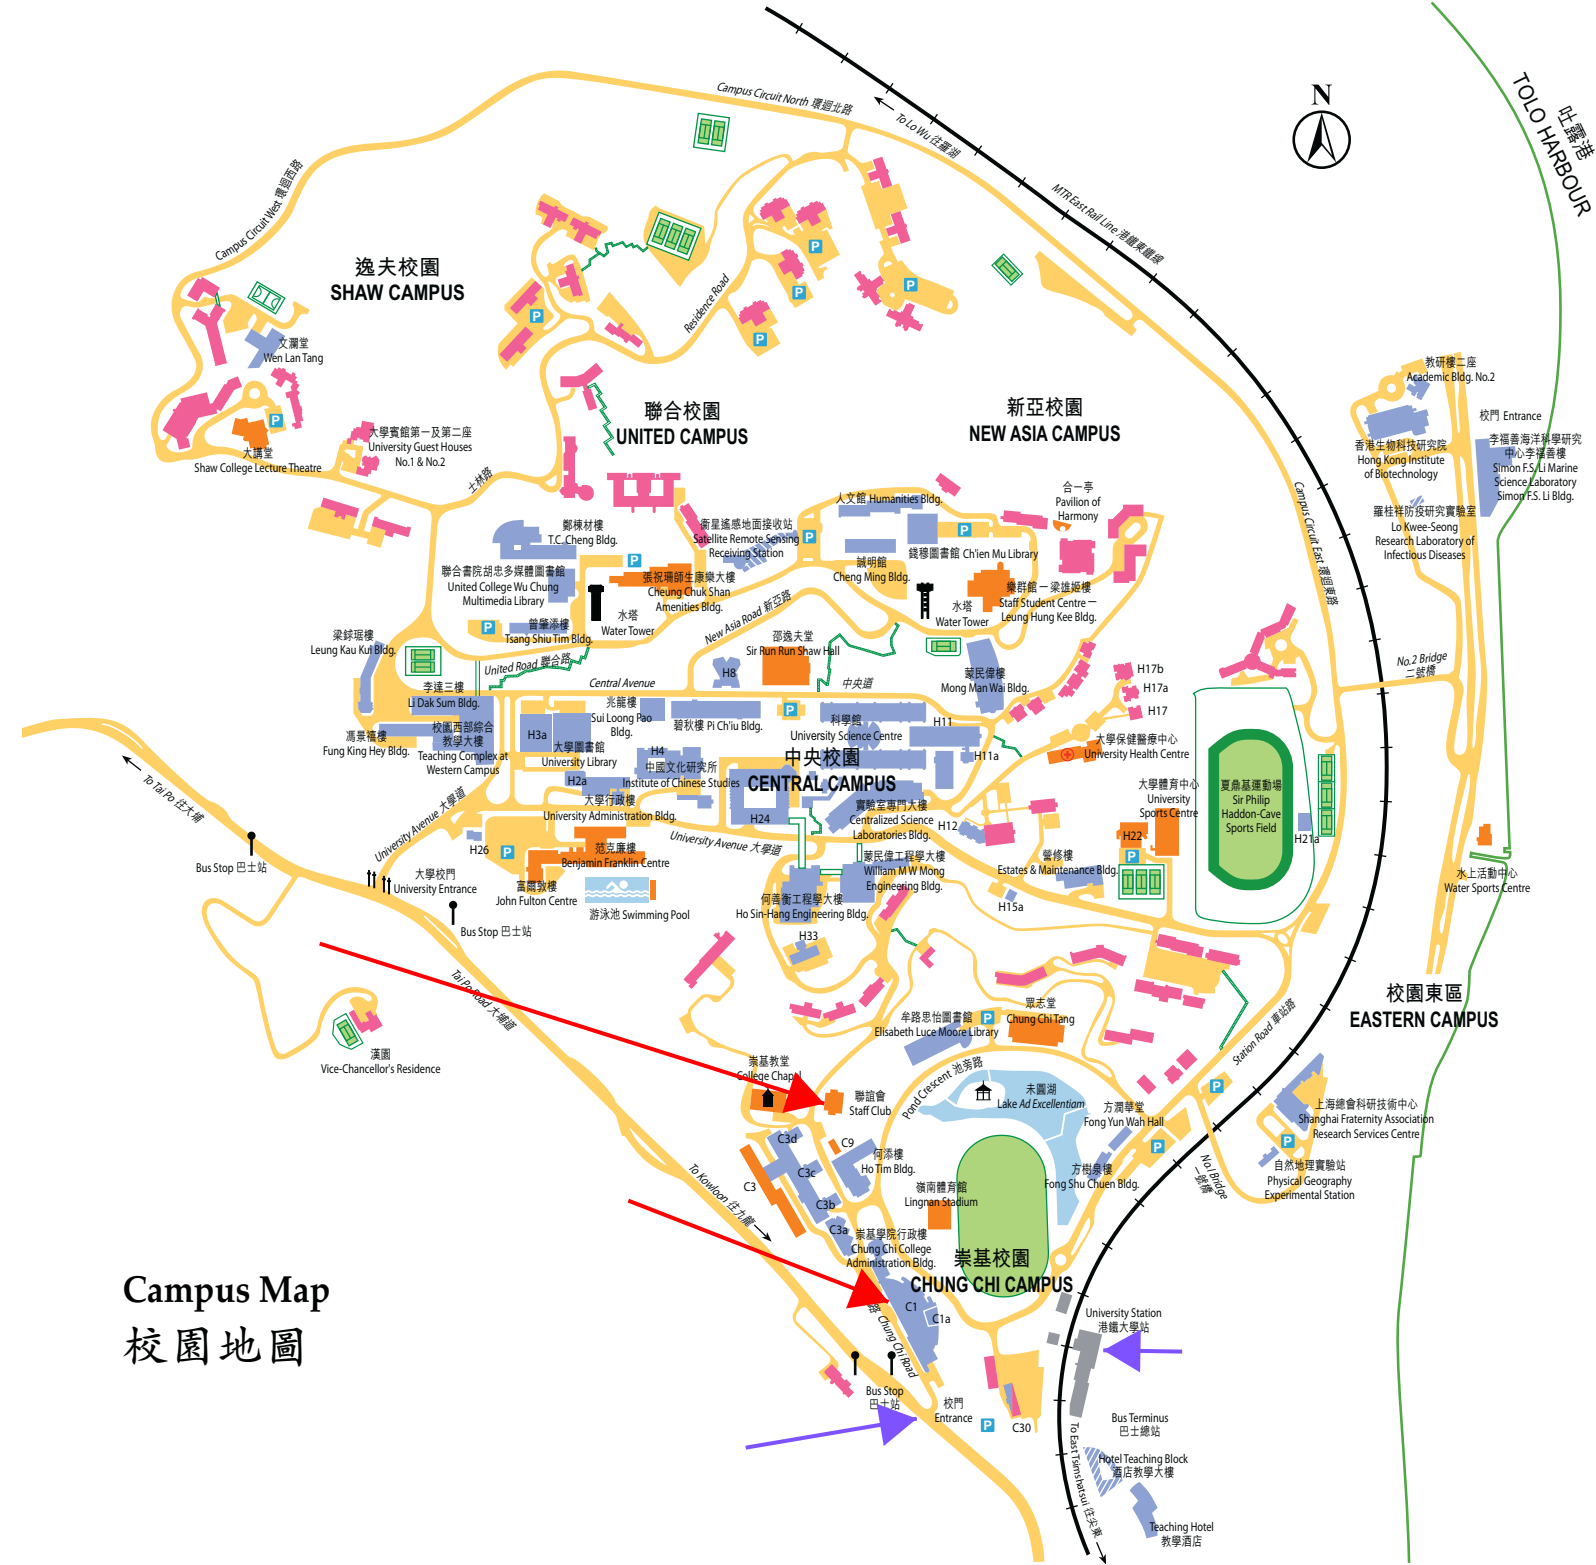 Campus Circuit North 環迴北路
To Lo Wu 往羅湖
N
吐露港
TOLO HARBOUR
MTR East Rail Line 港鐵東鐵線
Campus Circuit West 環迴西路
逸夫校園
SHAW CAMPUS
P
P
P
P
P
P
Residence Road
文瀾堂
Wen Lan Tang
P
大講堂
Shaw College Lecture Theatre
大學賓館第一及第二座
University Guest Houses
No.1 & No.2
士林路
聯合校園
UNITED CAMPUS
新亞校園
NEW ASIA CAMPUS
教研樓二座
Academic Bldg. No.2
校門 Entrance
香港生物科技研究院
Hong Kong Institute
of Biotechnology
李福善海洋科學研究
中心李福善樓
Simon F.S. Li Marine
Science Laboratory
Simon F.S. Li Bldg.
羅桂祥防疫研究實驗室
Lo Kwee-Seong
Research Laboratory of
Infectious Diseases
Campus Circuit East 環迴東路
人文館 Humanities Bldg.
合一亭
Pavilion of
Harmony
P
P
錢穆圖書館 Ch'ien Mu Library
誠明館
Cheng Ming Bldg.
水塔
Water Tower
樂群館－梁雄姬樓
Staff Student Centre －
Leung Hung Kee Bldg.
鄭棟材樓
T.C. Cheng Bldg.
衞星遙感地面接收站
Satellite Remote Sensing
Receiving Station
P
聯合書院胡忠多媒體圖書館
United College Wu Chung
Multimedia Library
張祝珊師生康樂大樓
Cheung Chuk Shan
Amenities Bldg.
水塔
Water Tower
P
曾肇添樓
Tsang Shiu Tim Bldg.
New Asia Road 新亞路
梁銶琚樓
Leung Kau Kui Bldg.
United Road 聯合路
邵逸夫堂
Sir Run Run Shaw Hall
H8
蒙民偉樓
Mong Man Wai Bldg.
H17b
H17a
H17
No.2 Bridge
二號橋
Central Avenue
中央道
李達三樓
Li Dak Sum Bldg.
兆龍樓
Sui Loong Pao
Bldg.
碧秋樓 Pi Ch'iu Bldg.
P
科學館
University Science Centre
H11
H11a
馮景禧樓
Fung King Hey Bldg.
校園西部綜合
教學大樓
Teaching Complex at
Western Campus
H3a
大學圖書館
University Library
H4
中國文化研究所
Institute of Chinese Studies
H2a
中央校園
CENTRAL CAMPUS
大學保健醫療中心
University Health Centre
大學體育中心
University
Sports Centre
夏鼎基運動場
Sir Philip
Haddon-Cave
Sports Field
H21a
大學行政樓
University Administration Bldg.
H24
實驗室專門大樓
Centralized Science
Laboratories Bldg.
H12
H22
P
To Tai Po 往大埔
University Avenue 大學道
H26
P
范克廉樓
Benjamin Franklin Centre
University Avenue 大學道
蒙民偉工程學大樓
William M W Mong
Engineering Bldg.
營修樓
Estates & Maintenance Bldg.
H15a
水上活動中心
Water Sports Centre
Bus Stop 巴士站
大學校門
University Entrance
富爾敦樓
John Fulton Centre
游泳池 Swimming Pool
何善衡工程學大樓
Ho Sin-Hang Engineering Bldg.
H33
Bus Stop 巴士站
Tai Po Road 大埔道
漢園
Vice-Chancellor's Residence
牟路思怡圖書館
Elisabeth Luce Moore Library
P
眾志堂
Chung Chi Tang
校園東區
EASTERN CAMPUS
Station Road 車站路
崇基教堂
College Chapel
聯誼會
Staff Club
Pond Crescent 池旁路
未圓湖
Lake Ad Excellentiam
方潤華堂
Fong Yun Wah Hall
P
P
上海總會科研技術中心
Shanghai Fraternity Association
Research Services Centre
P
自然地理實驗站
Physical Geography
Experimental Station
No.1 Bridge
一號橋
C3d
C3c
C3b
C3a
C3
C9
何添樓
Ho Tim Bldg.
嶺南體育館
Lingnan Stadium
方樹泉樓
Fong Shu Chuen Bldg.
To Kowloon 往九龍
崇基學院行政樓
Chung Chi College
Administration Bldg.
崇基校園
CHUNG CHI CAMPUS
C1
C1a
路 Chung Chi Road
University Station
港鐵大學站
Campus Map
校園地圖
Bus Stop
巴士站
校門
Entrance
P
C30
Bus Terminus
巴士總站
To East Tsimshatsui 往尖東
Hotel Teaching Block
酒店教學大樓
Teaching Hotel
教學酒店